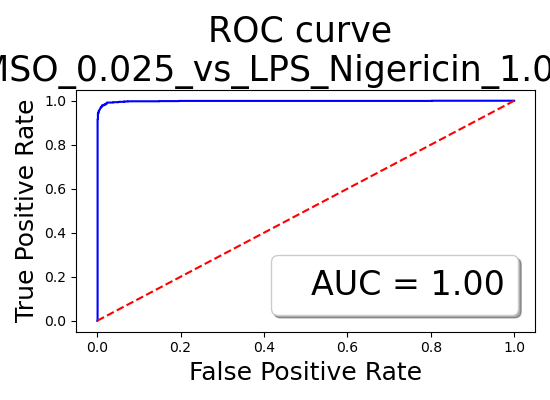 ROC curve
MSO_0.025_vs_LPS_Nigericin_1.0
1.0
0.8
0.6
0.4
0.2
0.0
True Positive Rate
AUC = 1.00
0.0 0.2 0.4 0.6 0.8 1.0
False Positive Rate